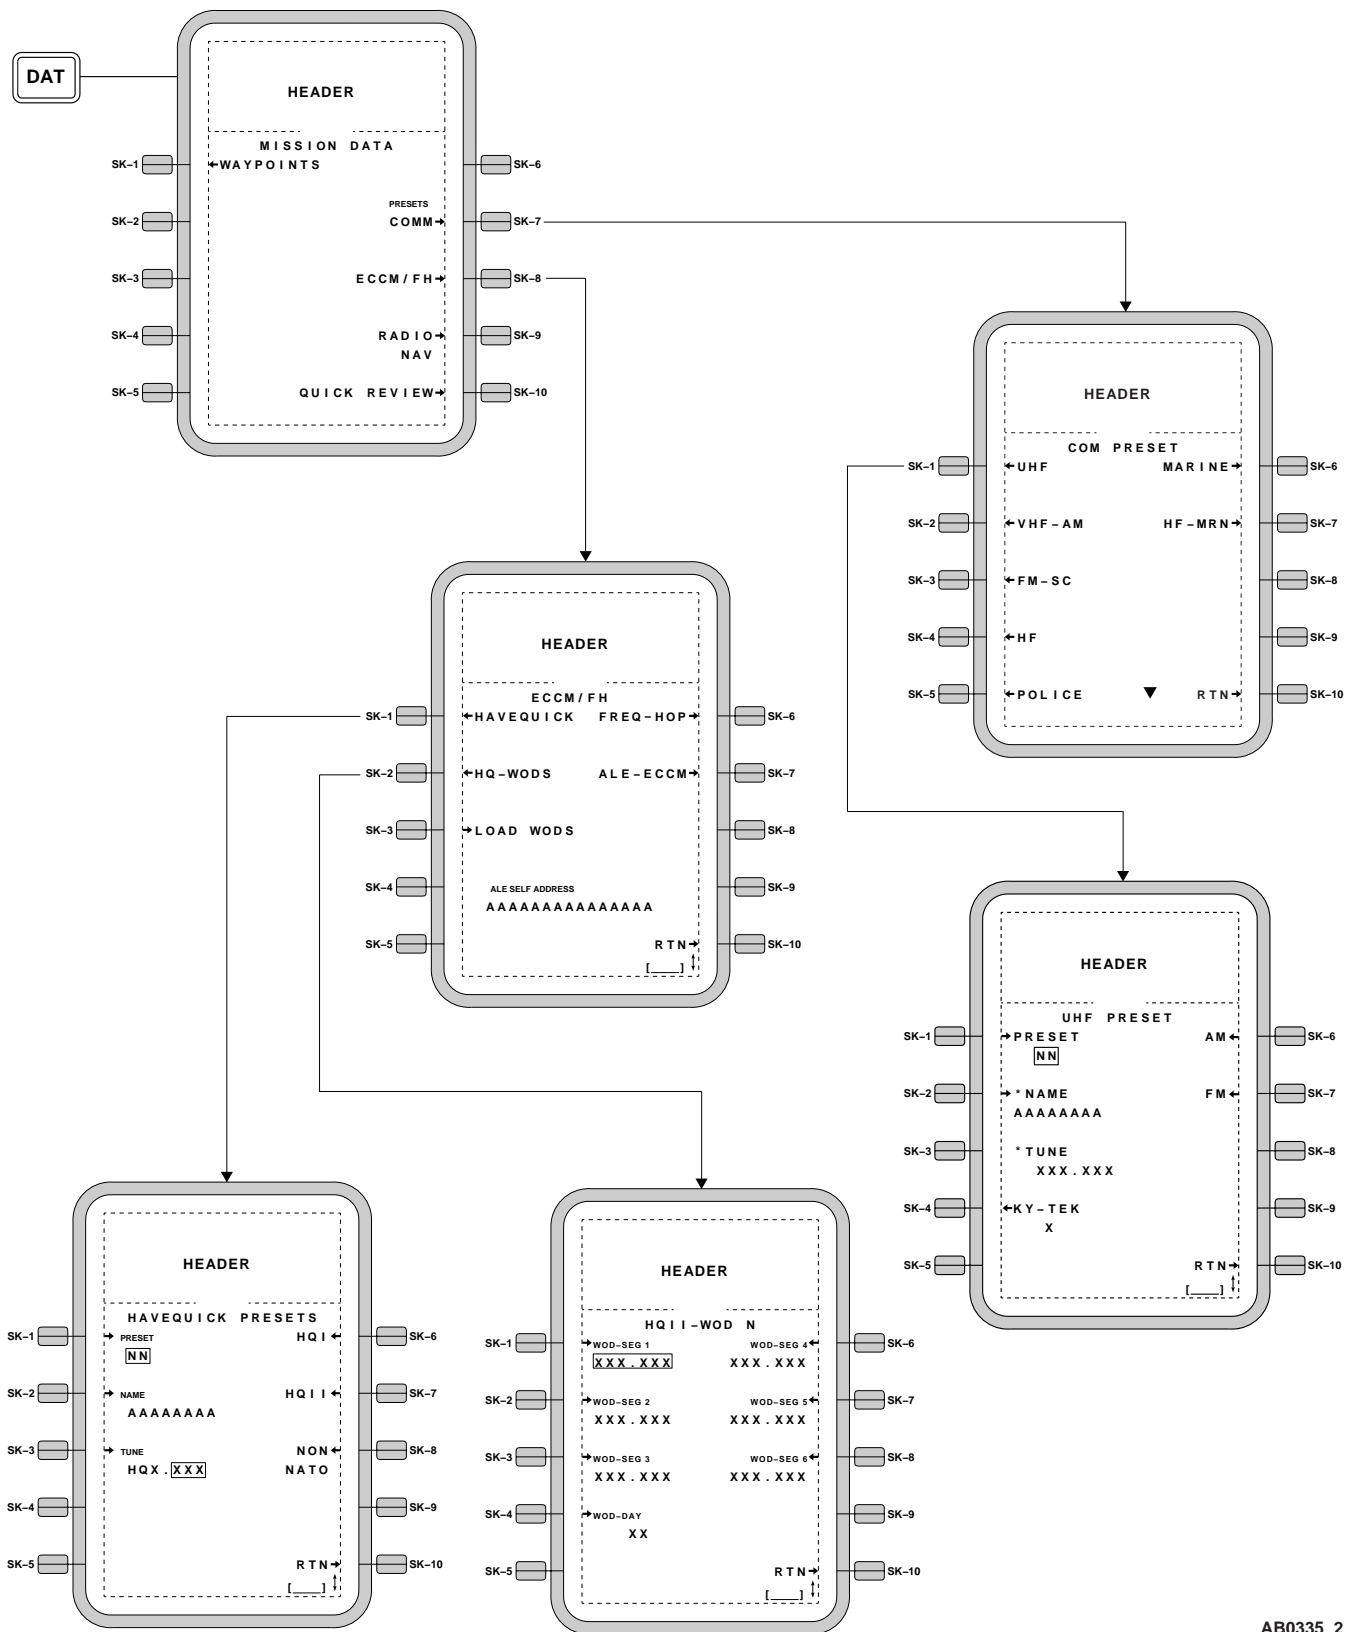 DAT
HEADER
MISSION DATA
SK–1 ←WAYPOINTS SK–6
PRESETS
SK–2 COMM→ SK–7
SK–3 ECCM/FH→ SK–8
SK–4 RADIO→ SK–9
NAV
SK–5 QUICK REVIEW→ SK–10
HEADER
COM PRESET
SK–1 ←UHF MARINE→ SK–6
SK–2 ←VHF–AM HF–MRN→ SK–7
SK–3 ←FM–SC SK–8
SK–4 ←HF SK–9
SK–5 ←POLICE ▼ RTN→ SK–10
HEADER
ECCM/FH
SK–1 ←HAVEQUICK FREQ–HOP→ SK–6
SK–2 ←HQ–WODS ALE–ECCM→ SK–7
SK–3 →LOAD WODS SK–8
SK–4 ALE SELF ADDRESS SK–9
AAAAAAAAAAAAAAA
SK–5 RTN→ SK–10
[____]↕
HEADER
UHF PRESET
SK–1 →PRESET AM← SK–6
NN
SK–2 →*NAME FM← SK–7
AAAAAAAA
SK–3 *TUNE SK–8
XXX.XXX
SK–4 ←KY–TEK SK–9
X
SK–5 RTN→ SK–10
[____]↕
HEADER
HAVEQUICK PRESETS
SK–1 → PRESET HQI← SK–6
NN
SK–2 → NAME HQII← SK–7
AAAAAAAA
SK–3 → TUNE NON← SK–8
HQX.XXX NATO
SK–4 SK–9
SK–5 RTN→ SK–10
[____]↕
HEADER
HQII–WOD N
SK–1 →WOD–SEG 1 WOD–SEG 4← SK–6
XXX.XXX XXX.XXX
SK–2 →WOD–SEG 2 WOD–SEG 5← SK–7
XXX.XXX XXX.XXX
SK–3 →WOD–SEG 3 WOD–SEG 6← SK–8
XXX.XXX XXX.XXX
SK–4 →WOD–DAY SK–9
XX
SK–5 RTN→ SK–10
[____]↕
AB0335_2